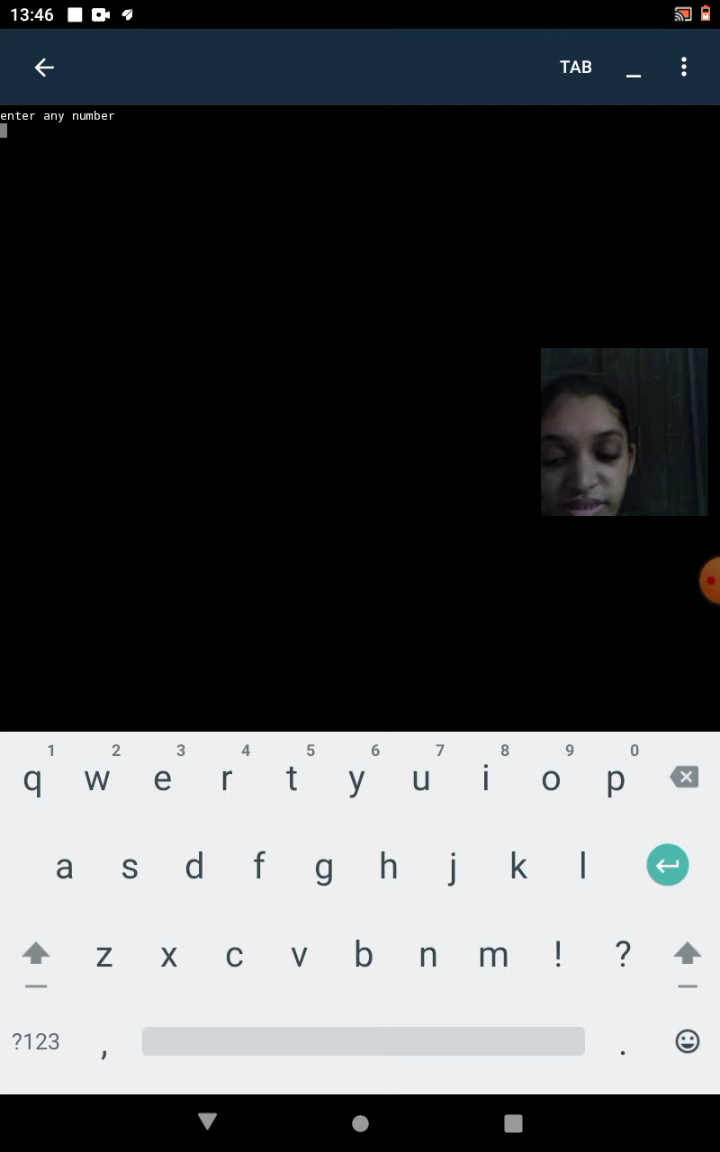 13:46
TAB _
enter any number
1 2 3 4 5 6 7 8 9 0
q w e r t y u i o p
a s d f g h j k l
z x c v b n m ! ?
?123 , .